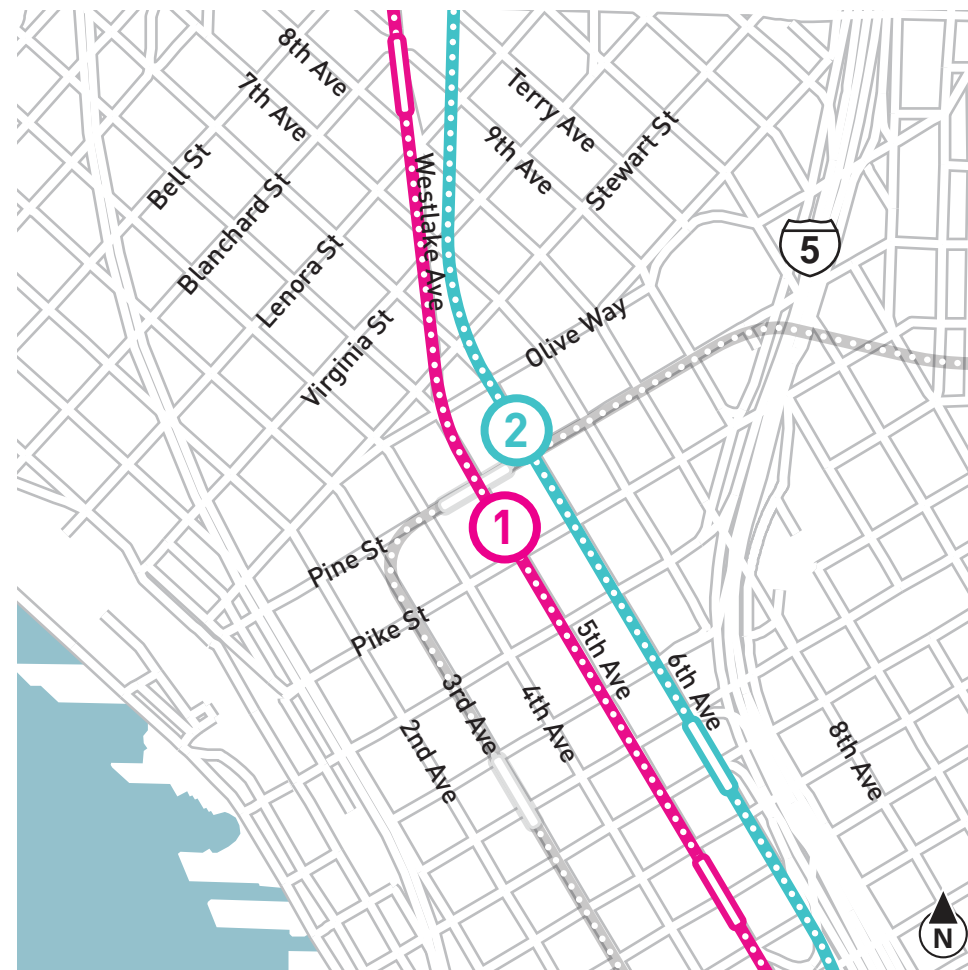 8th Ave
7th Ave
Terry Ave
9th Ave
Stewart St
Bell St
Westlake Ave
Blanchard St
Lenora St
5
Olive Way
Virginia St
2
1
Pine St
Pike St
5th Ave
6th Ave
3rd Ave
4th Ave
2nd Ave
8th Ave
N